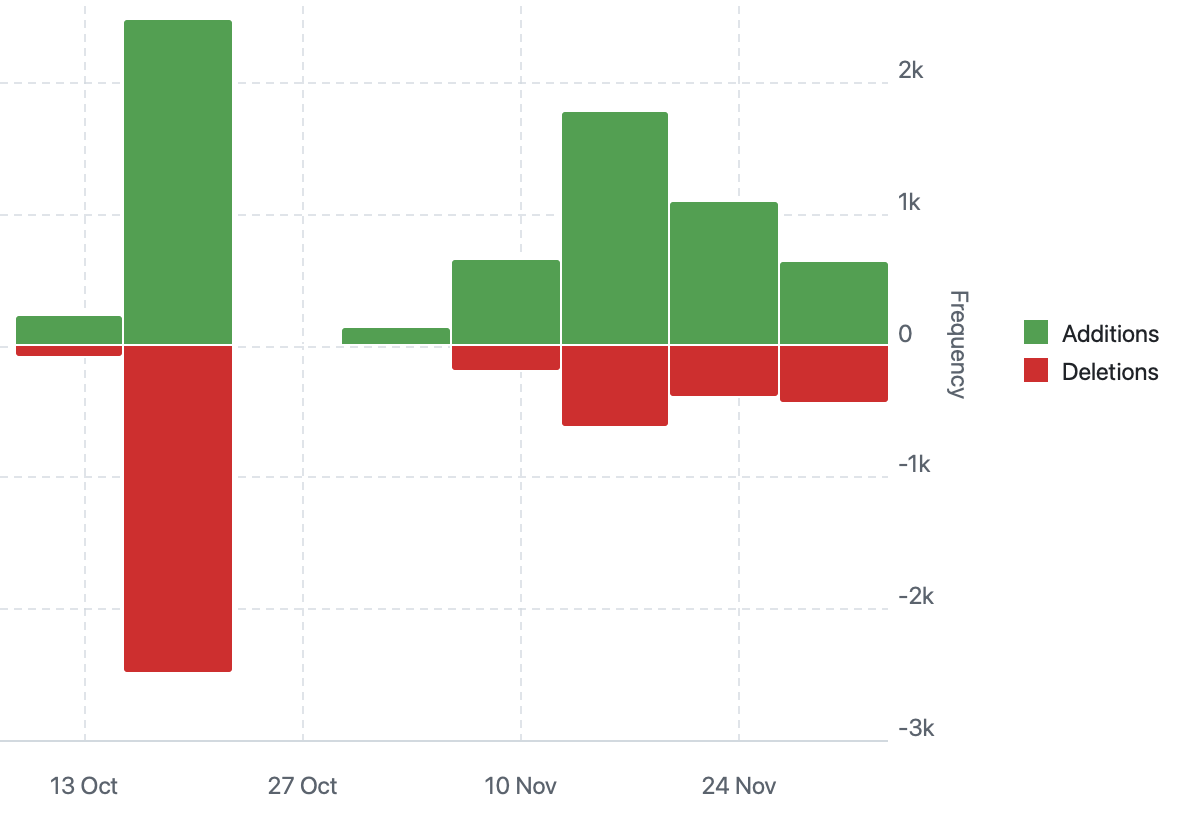 2k
1k
0
-1k
-2k
-3k
Frequency
Additions
Deletions
13 Oct
27 Oct
10 Nov
24 Nov